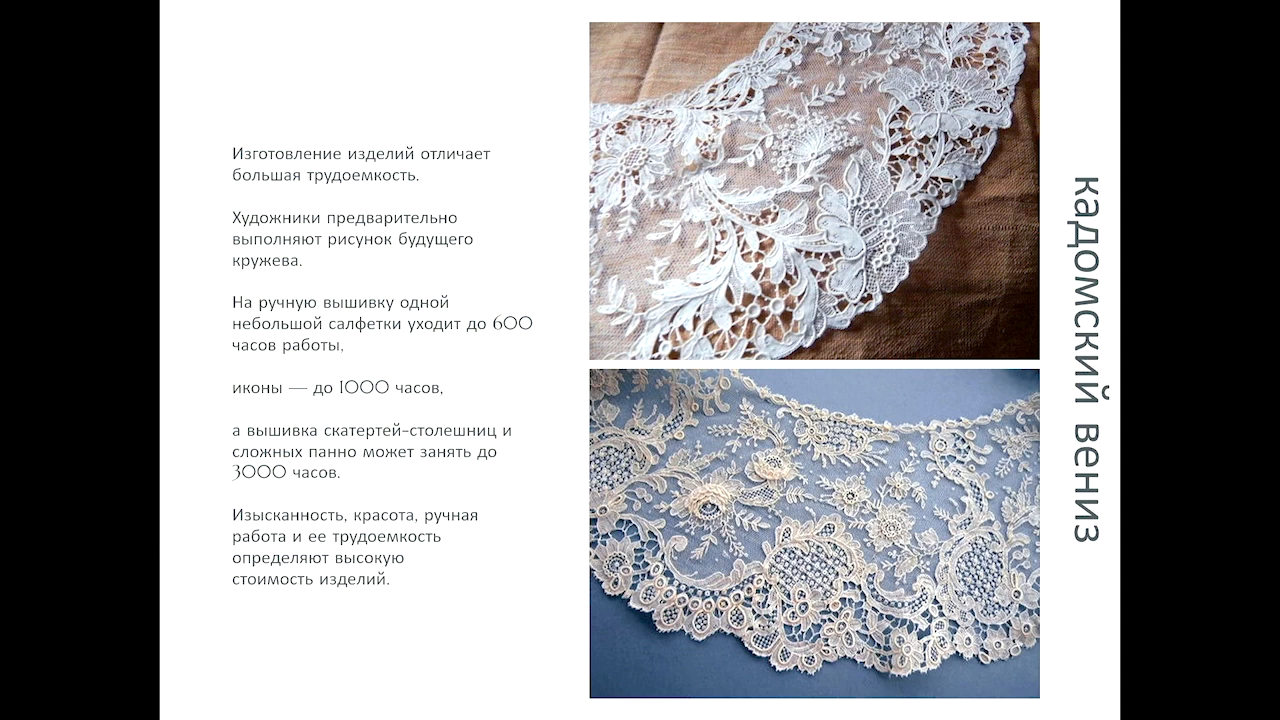 Изготовление изделий отличает
большая трудоемкость.
Художники предварительно
выполняют рисунок будущего
кружева.
На ручную вышивку одной
небольшой салфетки уходит до 600
часов работы,
иконы — до 1000 часов,
а вышивка скатертей-столешниц и
сложных панно может занять до
3000 часов.
Изысканность, красота, ручная
работа и ее трудоемкость
определяют высокую
стоимость изделий.
кадомский вениз